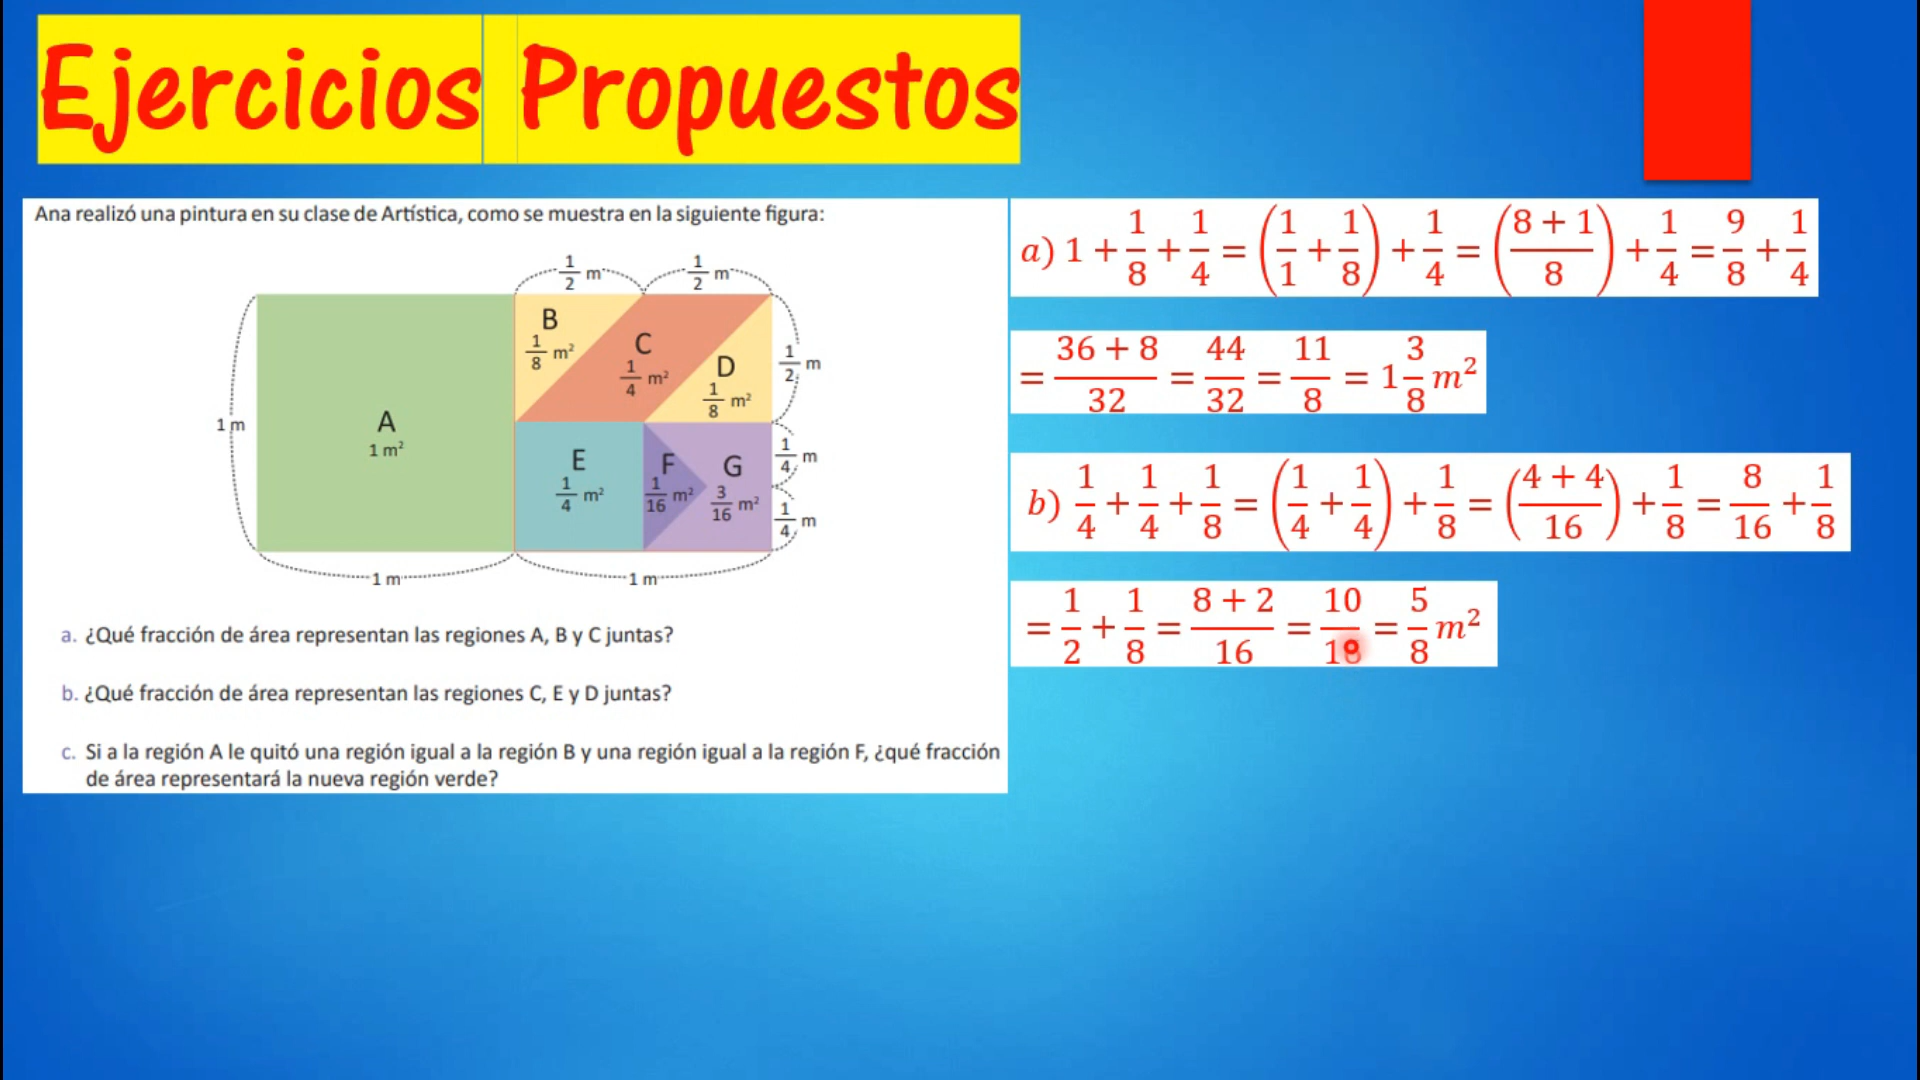 Ejercicios Propuestos
Ana realizó una pintura en su clase de Artística, como se muestra en la siguiente figura:
1/2 m 1/2 m
B
1/8 m²
C
1/4 m²
D
1/8 m²
1/2 m
1 m
A
1 m²
E
1/4 m²
F
1/16 m²
G
3/16 m²
1/4 m
1/4 m
1 m 1 m
a. ¿Qué fracción de área representan las regiones A, B y C juntas?
b. ¿Qué fracción de área representan las regiones C, E y D juntas?
c. Si a la región A le quitó una región igual a la región B y una región igual a la región F, ¿qué fracción
de área representará la nueva región verde?
a) 1 + 1/8 + 1/4 = (1/1 + 1/8) + 1/4 = ((8 + 1)/8) + 1/4 = 9/8 + 1/4
= (36 + 8)/32 = 44/32 = 11/8 = 1 3/8 m²
b) 1/4 + 1/4 + 1/8 = (1/4 + 1/4) + 1/8 = ((4 + 4)/16) + 1/8 = 8/16 + 1/8
= 1/2 + 1/8 = (8 + 2)/16 = 10/16 = 5/8 m²